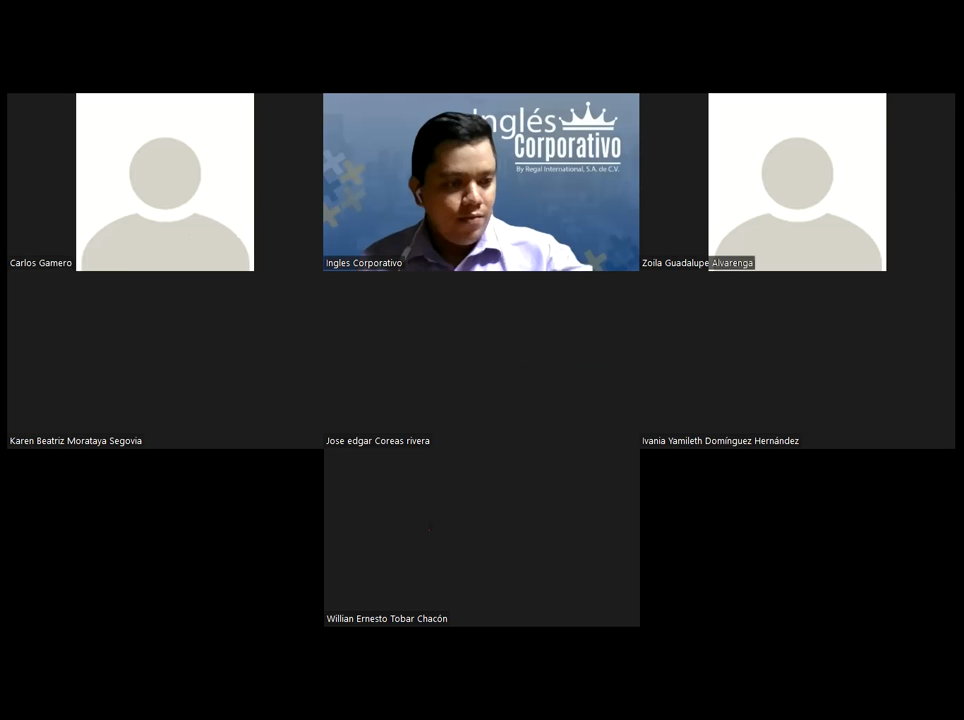 Inglés
Corporativo
By Regal International, S.A. de C.V.
Carlos Gamero
Ingles Corporativo
Zoila Guadalupe Alvarenga
Karen Beatriz Morataya Segovia
Jose edgar Coreas rivera
Ivania Yamileth Domínguez Hernández
Willian Ernesto Tobar Chacón